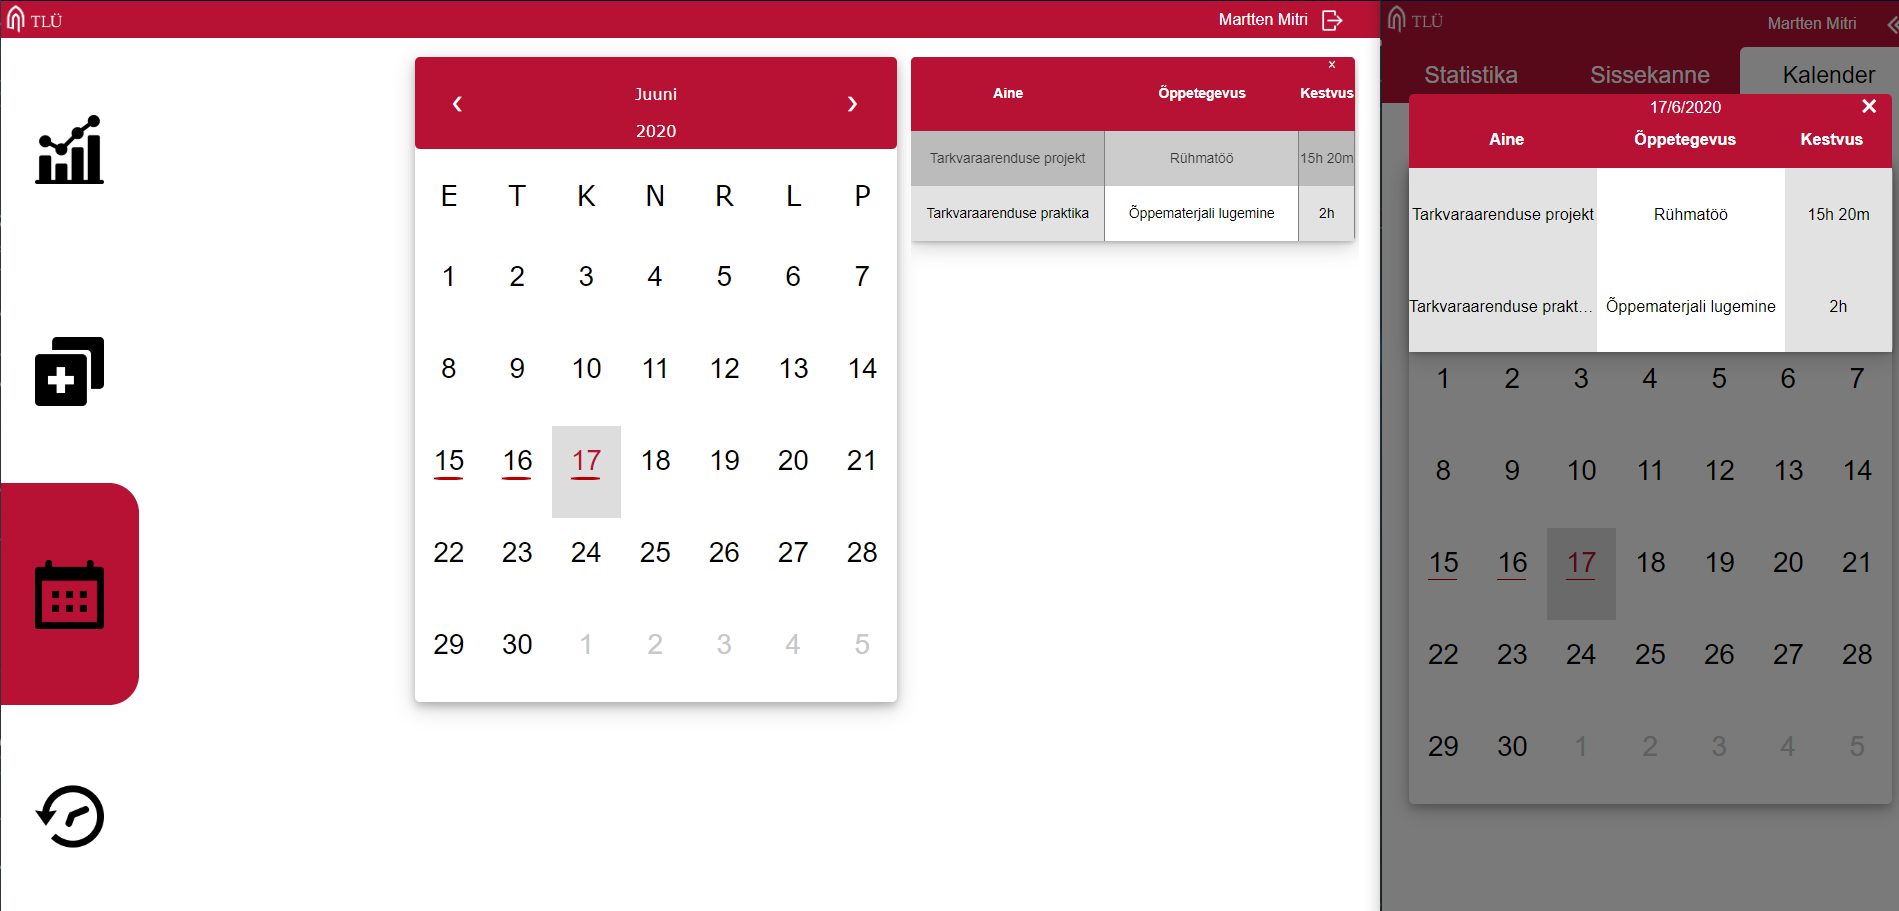 TLÜ
Martten Mitri
Juuni
2020
E T K N R L P
1 2 3 4 5 6 7
8 9 10 11 12 13 14
15 16 17 18 19 20 21
22 23 24 25 26 27 28
29 30 1 2 3 4 5
x
Aine Õppetegevus Kestvus
Tarkvaraarenduse projekt Rühmatöö 15h 20m
Tarkvaraarenduse praktika Õppematerjali lugemine 2h
TLÜ
Martten Mitri
Statistika Sissekanne Kalender
17/6/2020
Aine Õppetegevus Kestvus
Tarkvaraarenduse projekt Rühmatöö 15h 20m
Tarkvaraarenduse prakt... Õppematerjali lugemine 2h
1 2 3 4 5 6 7
8 9 10 11 12 13 14
15 16 17 18 19 20 21
22 23 24 25 26 27 28
29 30 1 2 3 4 5